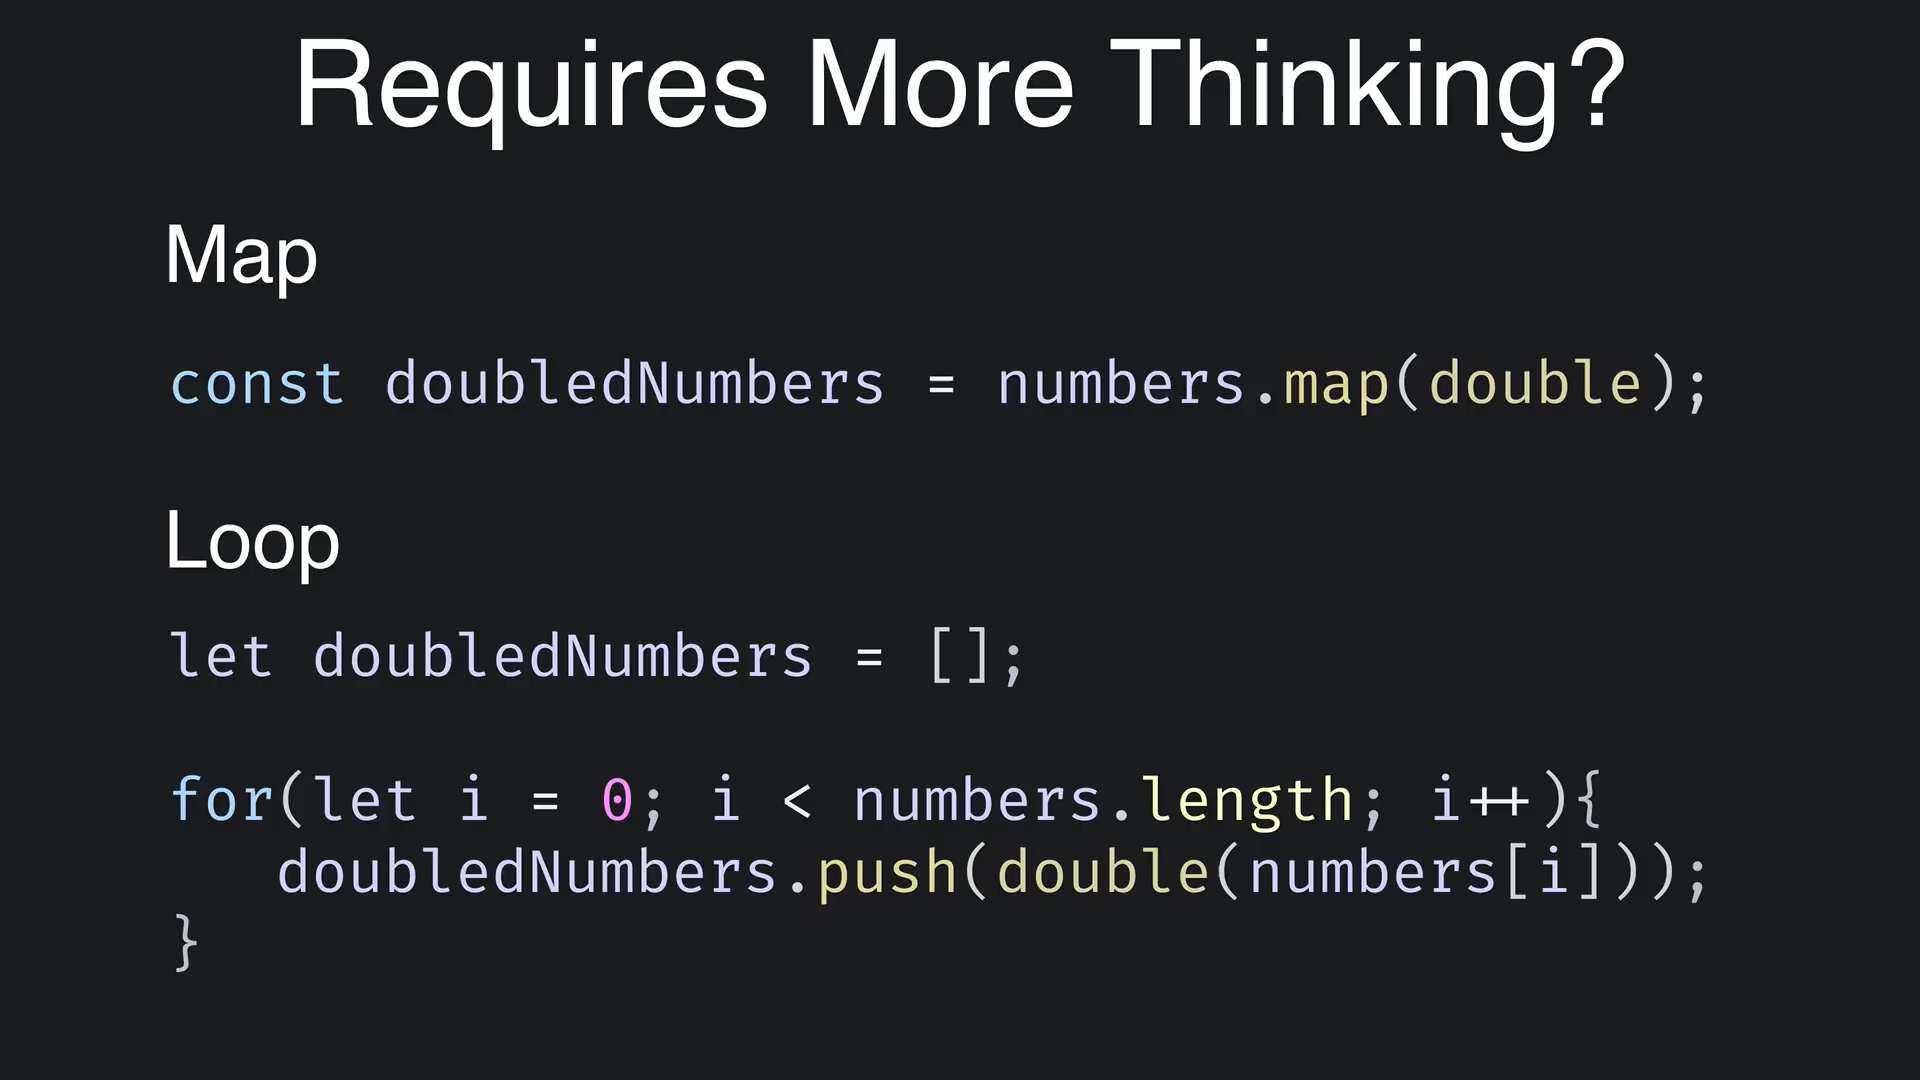 Requires More Thinking?
Map
const doubledNumbers = numbers.map(double);
Loop
let doubledNumbers = [];
for(let i = 0; i < numbers.length; i++){
doubledNumbers.push(double(numbers[i]));
}